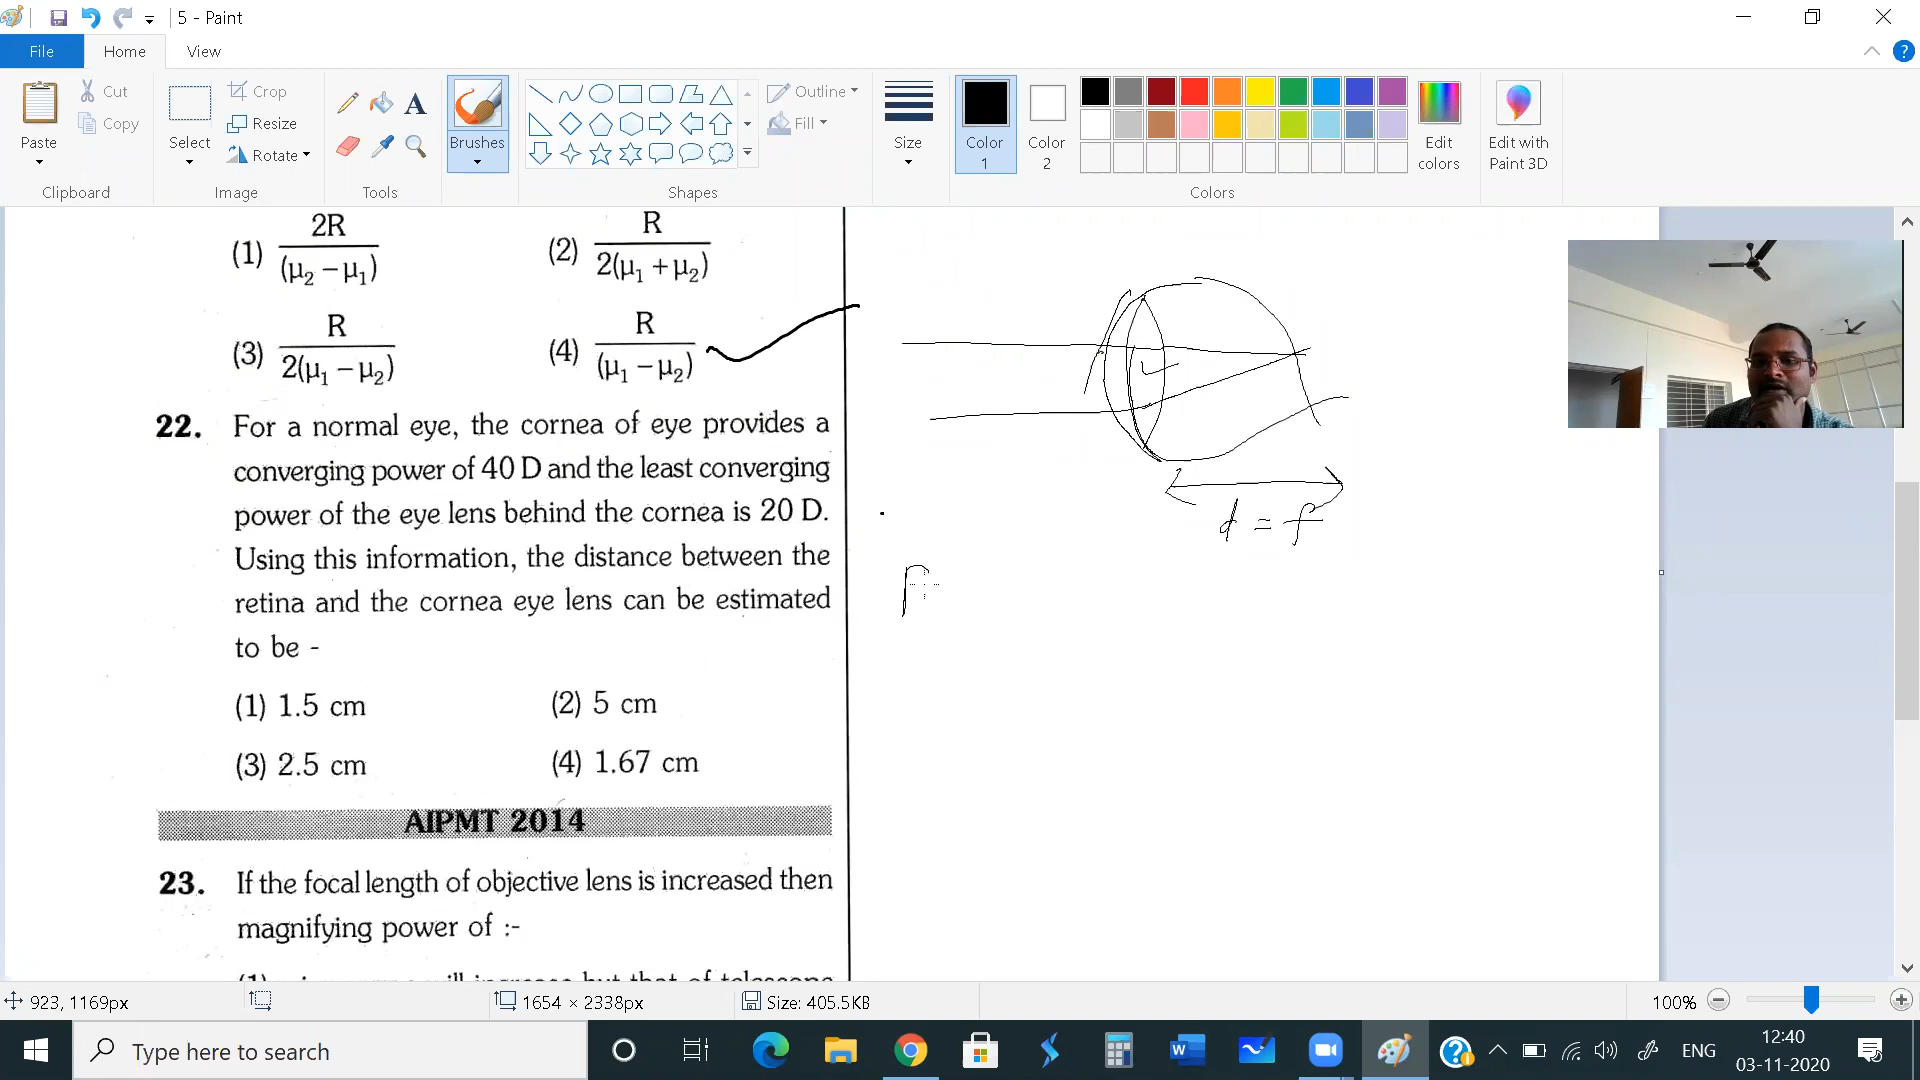 5 - Paint
File
Home
View
Paste
Cut
Copy
Clipboard
Select
Crop
Resize
Rotate
Image
Tools
Brushes
Shapes
Outline
Fill
Size
Color 1
Color 2
Colors
Edit colors
Edit with Paint 3D
(1) 2R/(μ₂ − μ₁) (2) R/2(μ₁ + μ₂)
(3) R/2(μ₁ − μ₂) (4) R/(μ₁ − μ₂)
22. For a normal eye, the cornea of eye provides a
converging power of 40 D and the least converging
power of the eye lens behind the cornea is 20 D.
Using this information, the distance between the
retina and the cornea eye lens can be estimated
to be -
(1) 1.5 cm (2) 5 cm
(3) 2.5 cm (4) 1.67 cm
AIPMT 2014
23. If the focal length of objective lens is increased then
magnifying power of :-
d = f
923, 1169px
1654 × 2338px
Size: 405.5KB
100%
Type here to search
ENG
12:40
03-11-2020